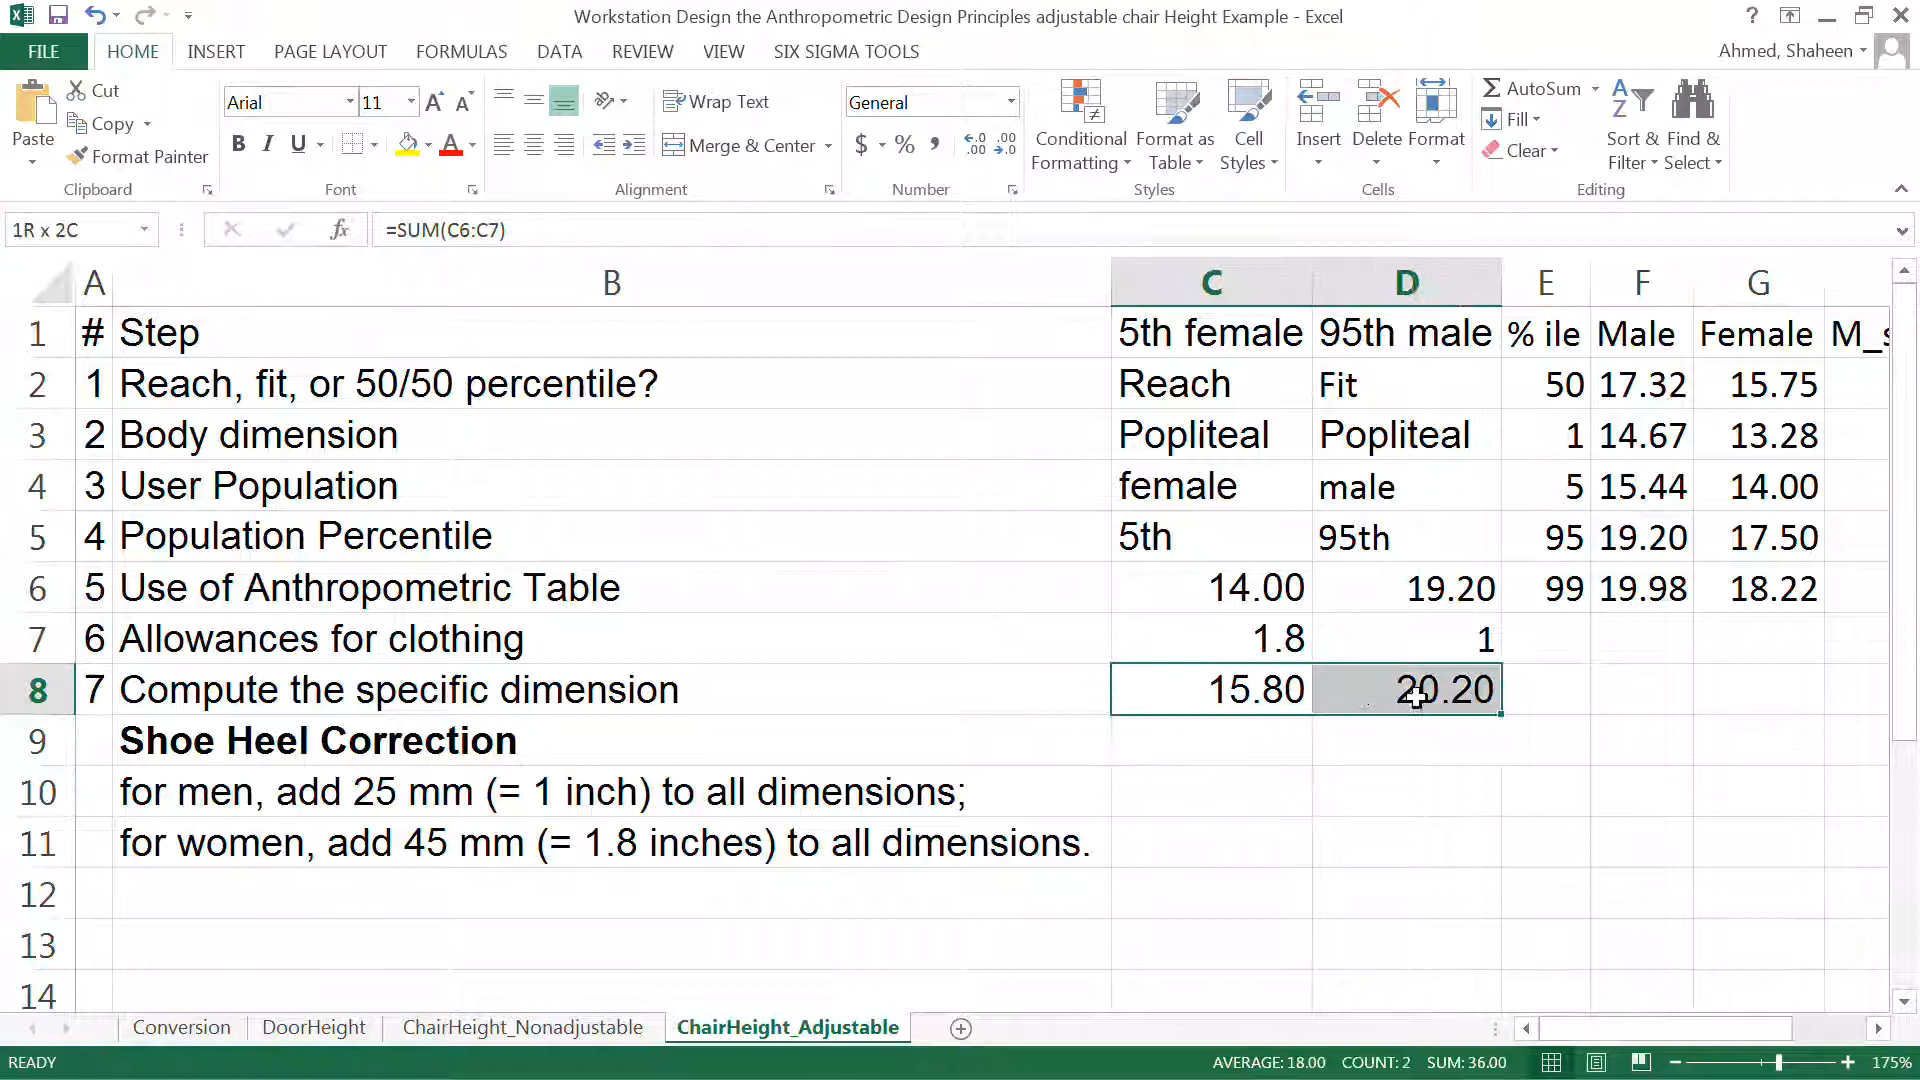 Workstation Design the Anthropometric Design Principles adjustable chair Height Example - Excel
?
FILE HOME INSERT PAGE LAYOUT FORMULAS DATA REVIEW VIEW SIX SIGMA TOOLS Ahmed, Shaheen
Paste Cut Copy Format Painter Clipboard
Arial 11 A A B I U A Font
Wrap Text Merge & Center Alignment
General $ % , Number
Conditional Formatting Format as Table Cell Styles Styles
Insert Delete Format Cells
AutoSum Fill Clear Sort & Filter Find & Select Editing
1R x 2C fx =SUM(C6:C7)
A B C D E F G
1 # Step 5th female 95th male % ile Male Female M_s
2 1 Reach, fit, or 50/50 percentile? Reach Fit 50 17.32 15.75
3 2 Body dimension Popliteal Popliteal 1 14.67 13.28
4 3 User Population female male 5 15.44 14.00
5 4 Population Percentile 5th 95th 95 19.20 17.50
6 5 Use of Anthropometric Table 14.00 19.20 99 19.98 18.22
7 6 Allowances for clothing 1.8 1
8 7 Compute the specific dimension 15.80 20.20
9 Shoe Heel Correction
10 for men, add 25 mm (= 1 inch) to all dimensions;
11 for women, add 45 mm (= 1.8 inches) to all dimensions.
12
13
14
Conversion DoorHeight ChairHeight_Nonadjustable ChairHeight_Adjustable
READY AVERAGE: 18.00 COUNT: 2 SUM: 36.00 175%